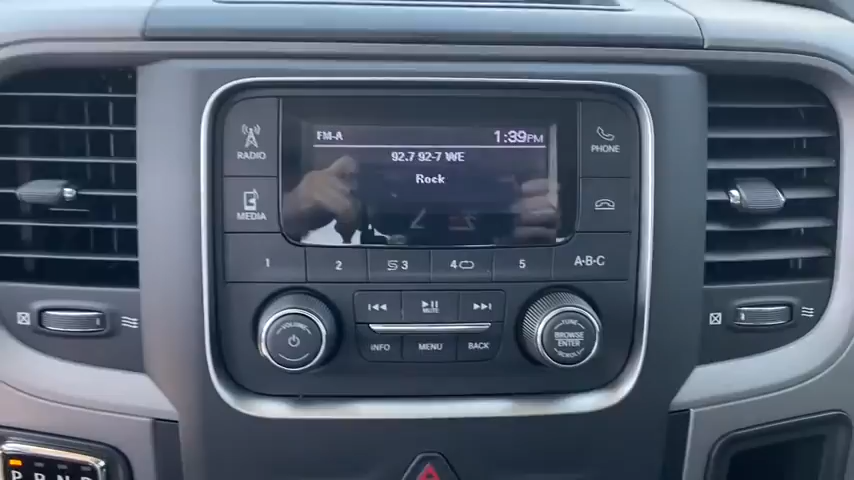 FM-A 1:39PM
RADIO
92.7 92-7 WE
PHONE
Rock
MEDIA
1 2 3 4 5 A-B-C
MUTE
VOLUME
TUNE
BROWSE
ENTER
SCROLL
INFO MENU BACK
P R N D